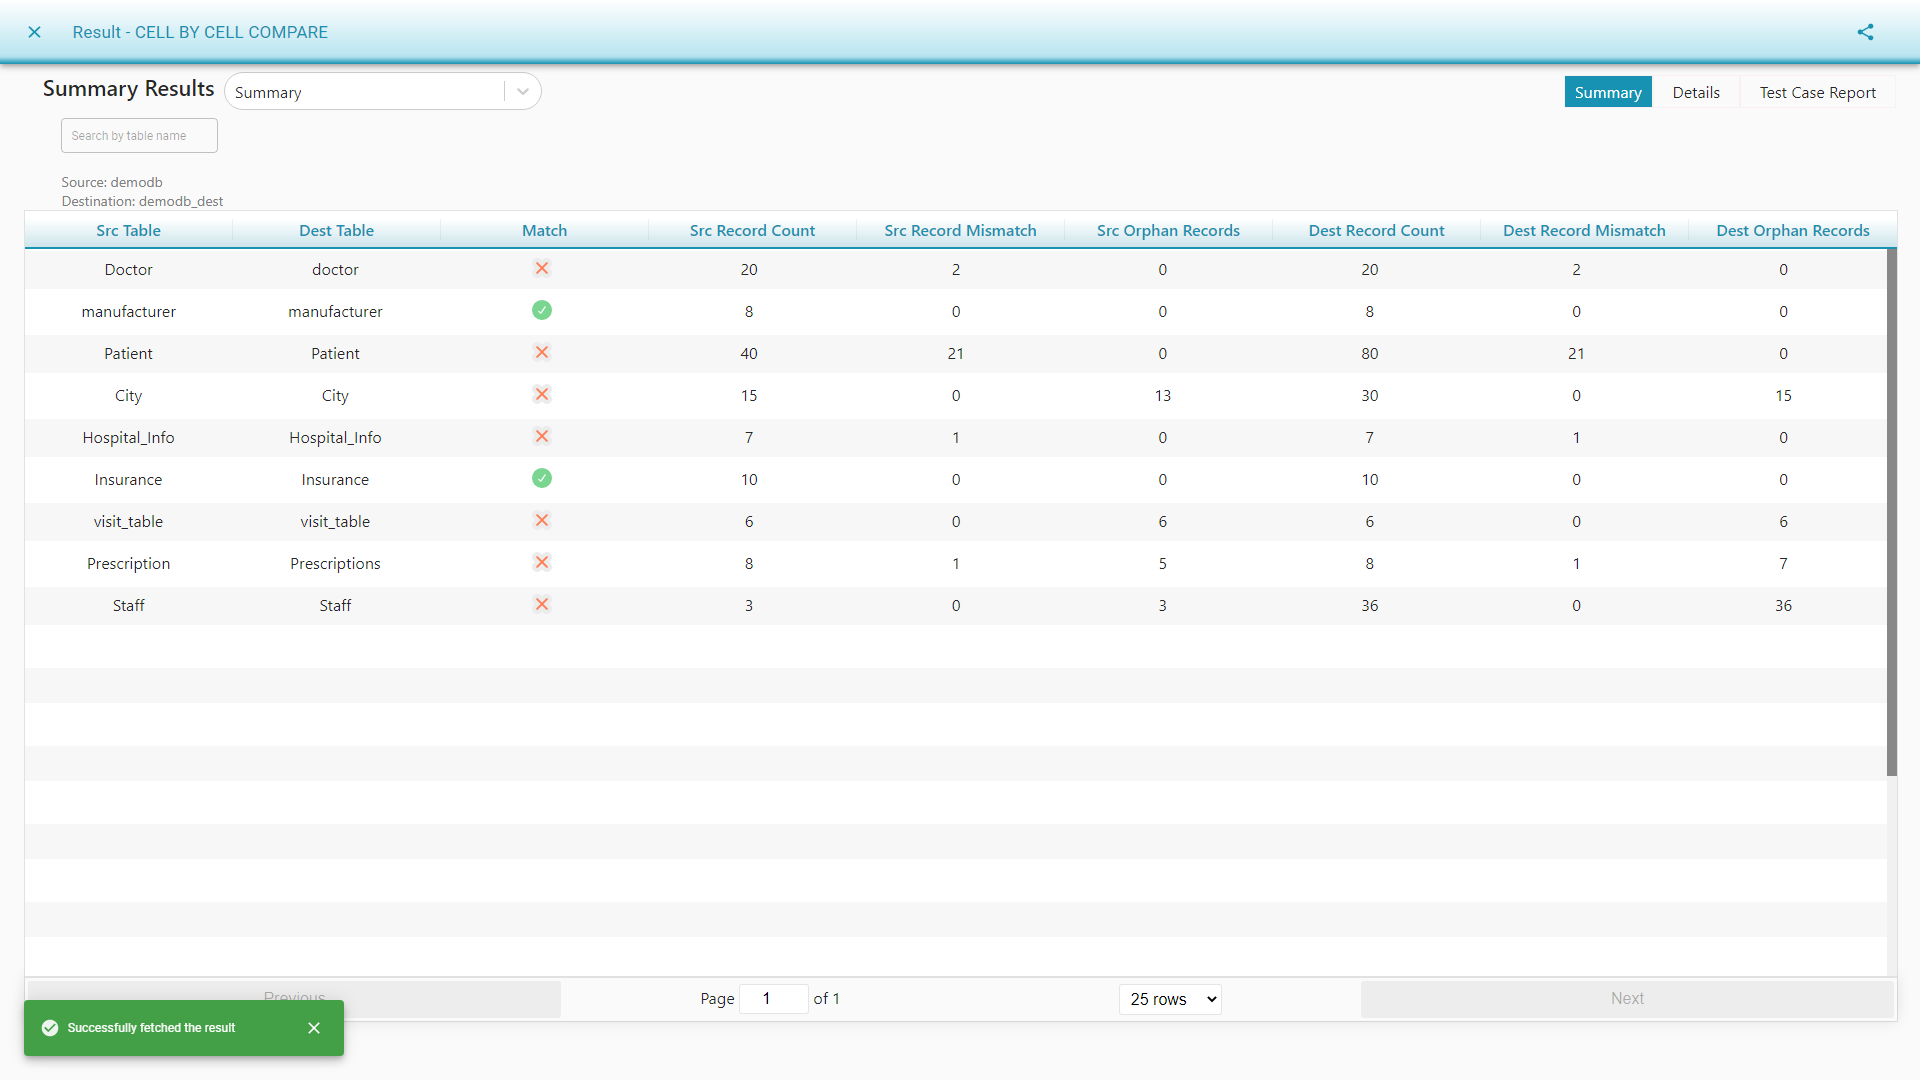 Result - CELL BY CELL COMPARE
Summary Results
Summary
Summary
Details
Test Case Report
Search by table name
Source: demodb
Destination: demodb_dest
Src Table Dest Table Match Src Record Count Src Record Mismatch Src Orphan Records Dest Record Count Dest Record Mismatch Dest Orphan Records
Doctor doctor 20 2 0 20 2 0
manufacturer manufacturer 8 0 0 8 0 0
Patient Patient 40 21 0 80 21 0
City City 15 0 13 30 0 15
Hospital_Info Hospital_Info 7 1 0 7 1 0
Insurance Insurance 10 0 0 10 0 0
visit_table visit_table 6 0 6 6 0 6
Prescription Prescriptions 8 1 5 8 1 7
Staff Staff 3 0 3 36 0 36
Previous
Page 1 of 1
25 rows
Next
Successfully fetched the result